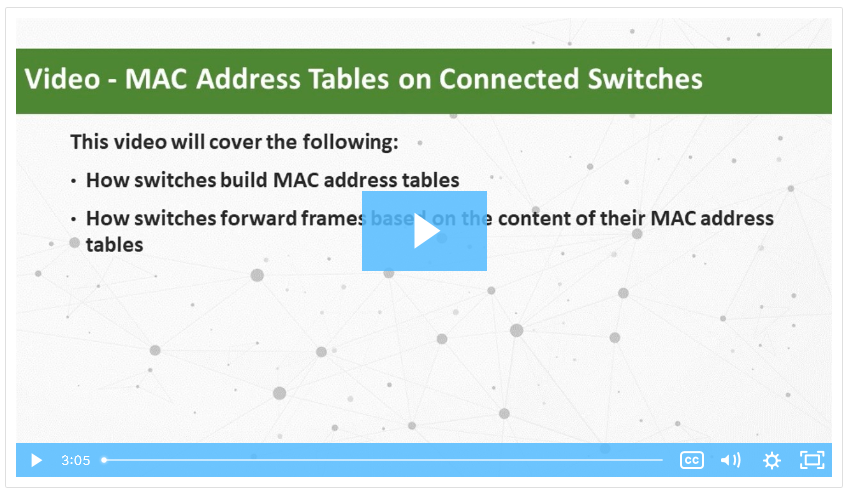 Video - MAC Address Tables on Connected Switches
This video will cover the following:
• How switches build MAC address tables
• How switches forward frames based on the content of their MAC address
tables
3:05
CC